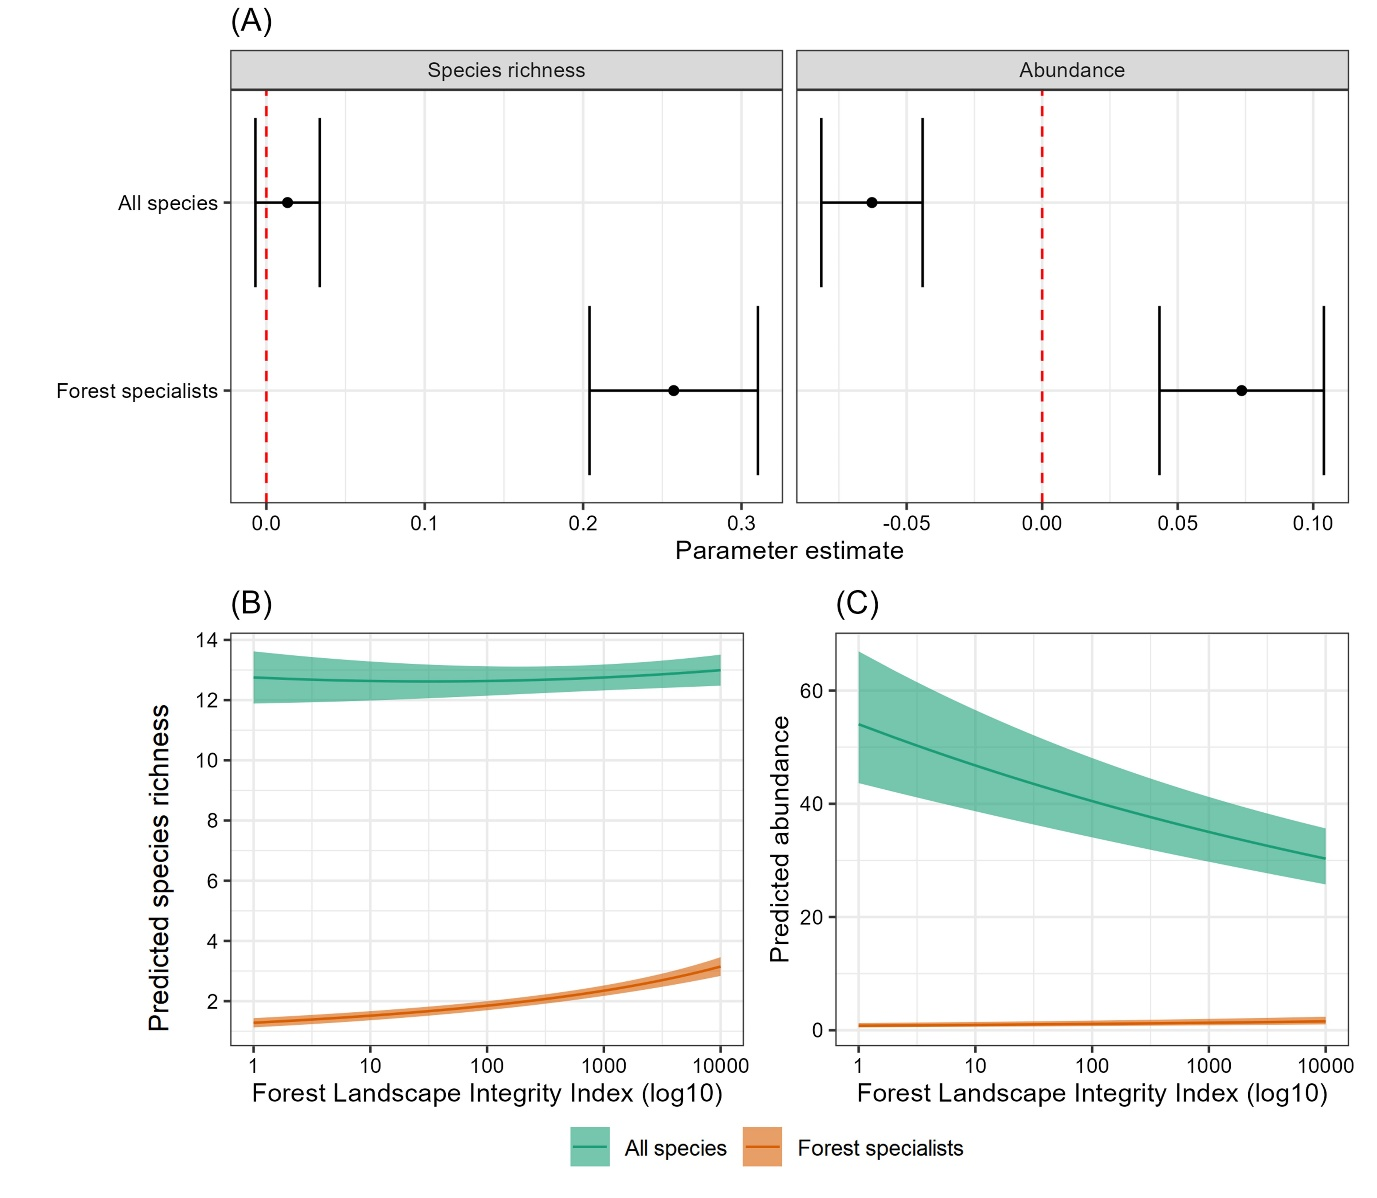 (A)
Species richness
Abundance
All species
Forest specialists
0.0 0.1 0.2 0.3
-0.05 0.00 0.05 0.10
Parameter estimate
(B)
Predicted species richness
14
12
10
8
6
4
2
1 10 100 1000 10000
Forest Landscape Integrity Index (log10)
(C)
Predicted abundance
60
40
20
0
1 10 100 1000 10000
Forest Landscape Integrity Index (log10)
All species
Forest specialists